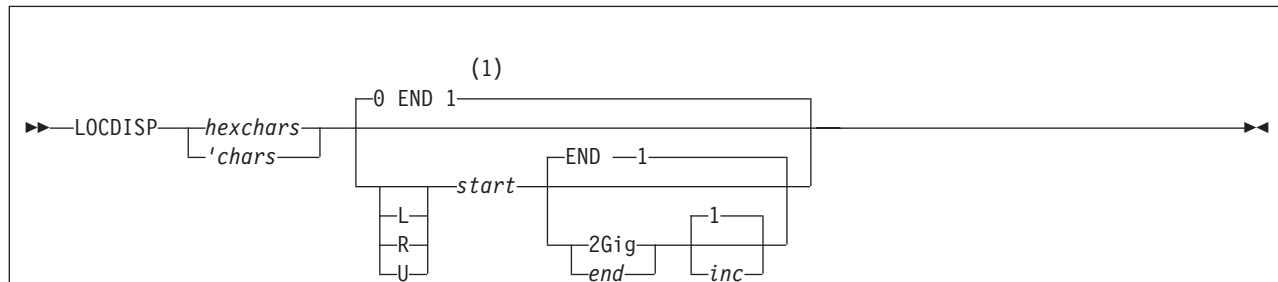 (1)
0 END 1
LOCDISP hexchars
'chars
END 1
start
L
2Gig 1
R
end inc
U